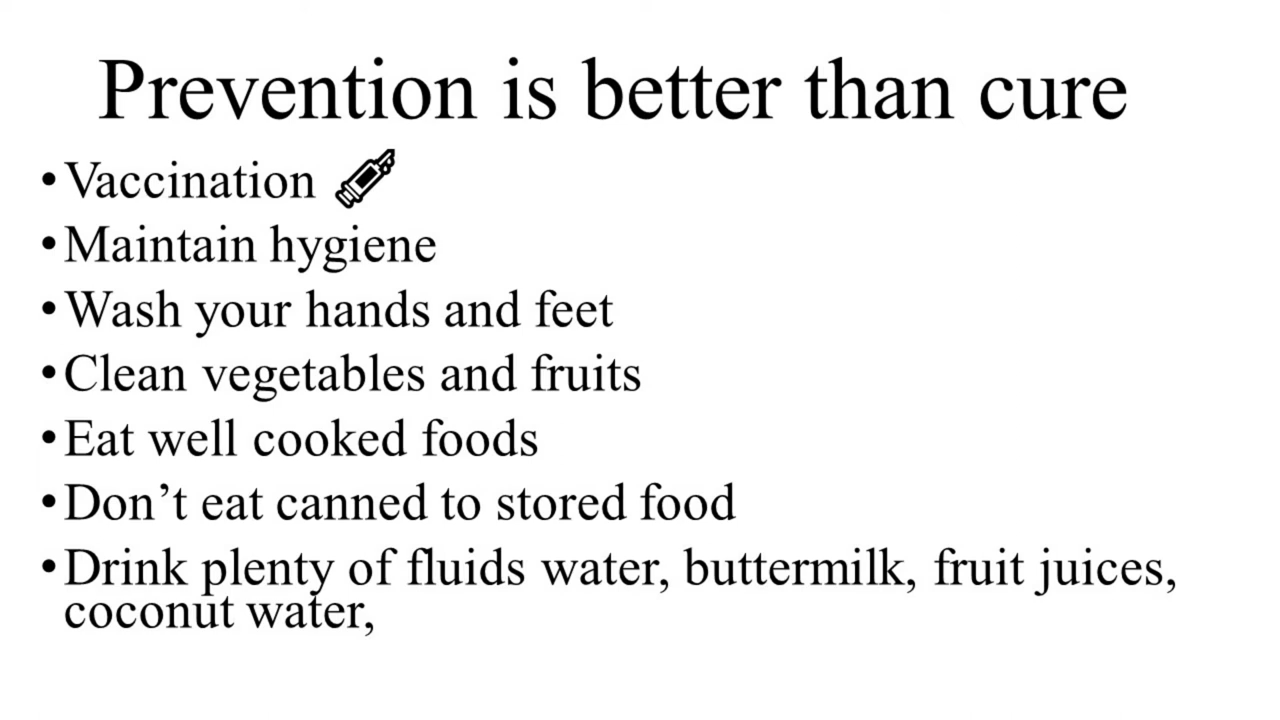 Prevention is better than cure
• Vaccination
• Maintain hygiene
• Wash your hands and feet
• Clean vegetables and fruits
• Eat well cooked foods
• Don’t eat canned to stored food
• Drink plenty of fluids water, buttermilk, fruit juices,
coconut water,